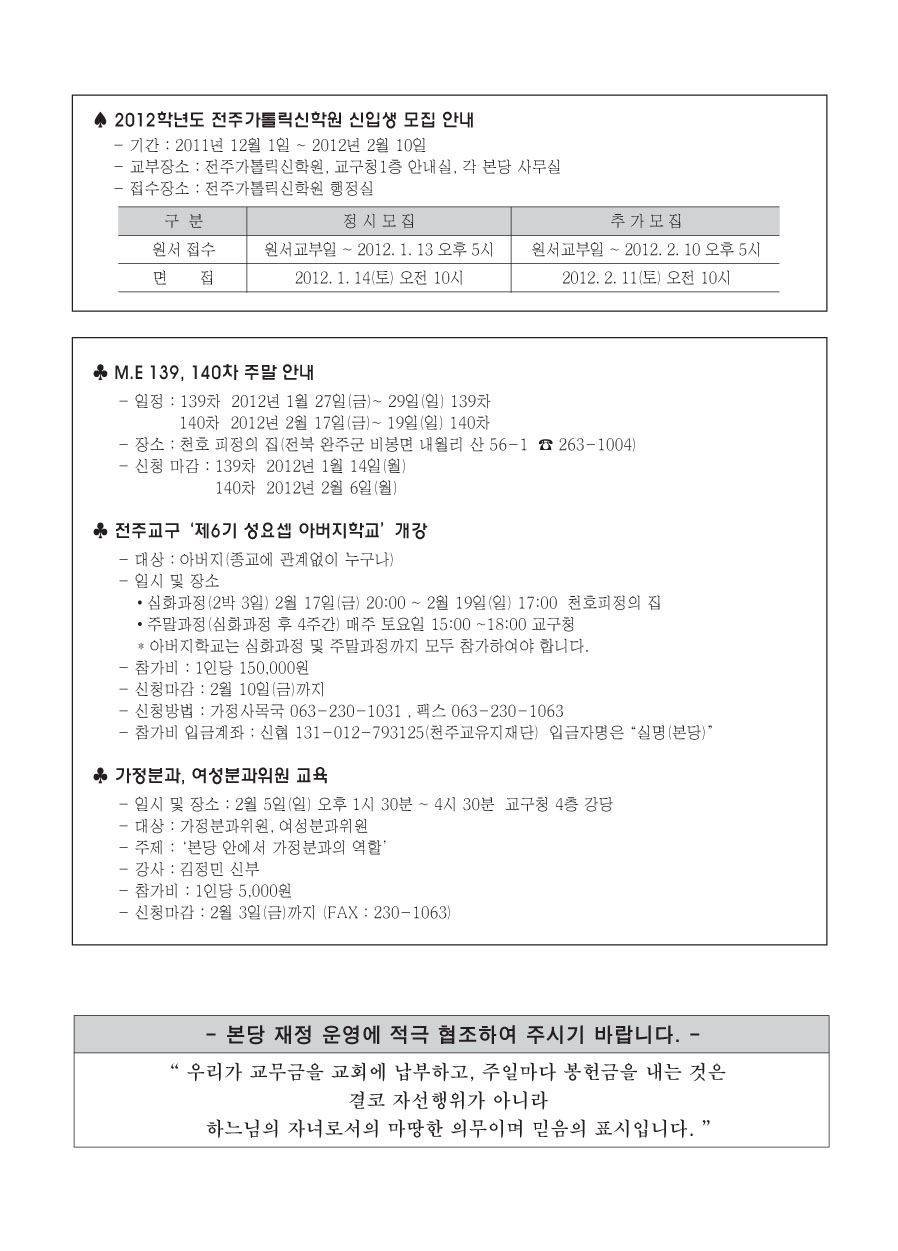 ♠ 2012학년도 전주가톨릭신학원 신입생 모집 안내
- 기간 : 2011년 12월 1일 ~ 2012년 2월 10일
- 교부장소 : 전주가톨릭신학원, 교구청1층 안내실, 각 본당 사무실
- 접수장소 : 전주가톨릭신학원 행정실
구 분 정 시 모 집 추 가 모 집
원서 접수 원서교부일 ~ 2012. 1. 13 오후 5시 원서교부일 ~ 2012. 2. 10 오후 5시
면 접 2012. 1. 14(토) 오전 10시 2012. 2. 11(토) 오전 10시
♣ M.E 139, 140차 주말 안내
- 일정 : 139차 2012년 1월 27일(금)~ 29일(일) 139차
140차 2012년 2월 17일(금)~ 19일(일) 140차
- 장소 : 천호 피정의 집(전북 완주군 비봉면 내월리 산 56-1 ☎ 263-1004)
- 신청 마감 : 139차 2012년 1월 14일(월)
140차 2012년 2월 6일(월)
♣ 전주교구 ‘제6기 성요셉 아버지학교’ 개강
- 대상 : 아버지(종교에 관계없이 누구나)
- 일시 및 장소
• 심화과정(2박 3일) 2월 17일(금) 20:00 ~ 2월 19일(일) 17:00 천호피정의 집
• 주말과정(심화과정 후 4주간) 매주 토요일 15:00 ~18:00 교구청
* 아버지학교는 심화과정 및 주말과정까지 모두 참가하여야 합니다.
- 참가비 : 1인당 150,000원
- 신청마감 : 2월 10일(금)까지
- 신청방법 : 가정사목국 063-230-1031 , 팩스 063-230-1063
- 참가비 입금계좌 : 신협 131-012-793125(천주교유지재단) 입금자명은 “실명(본당)”
♣ 가정분과, 여성분과위원 교육
- 일시 및 장소 : 2월 5일(일) 오후 1시 30분 ~ 4시 30분 교구청 4층 강당
- 대상 : 가정분과위원, 여성분과위원
- 주제 : ‘본당 안에서 가정분과의 역할’
- 강사 : 김정민 신부
- 참가비 : 1인당 5,000원
- 신청마감 : 2월 3일(금)까지 (FAX : 230-1063)
- 본당 재정 운영에 적극 협조하여 주시기 바랍니다. -
“ 우리가 교무금을 교회에 납부하고, 주일마다 봉헌금을 내는 것은
결코 자선행위가 아니라
하느님의 자녀로서의 마땅한 의무이며 믿음의 표시입니다. ”